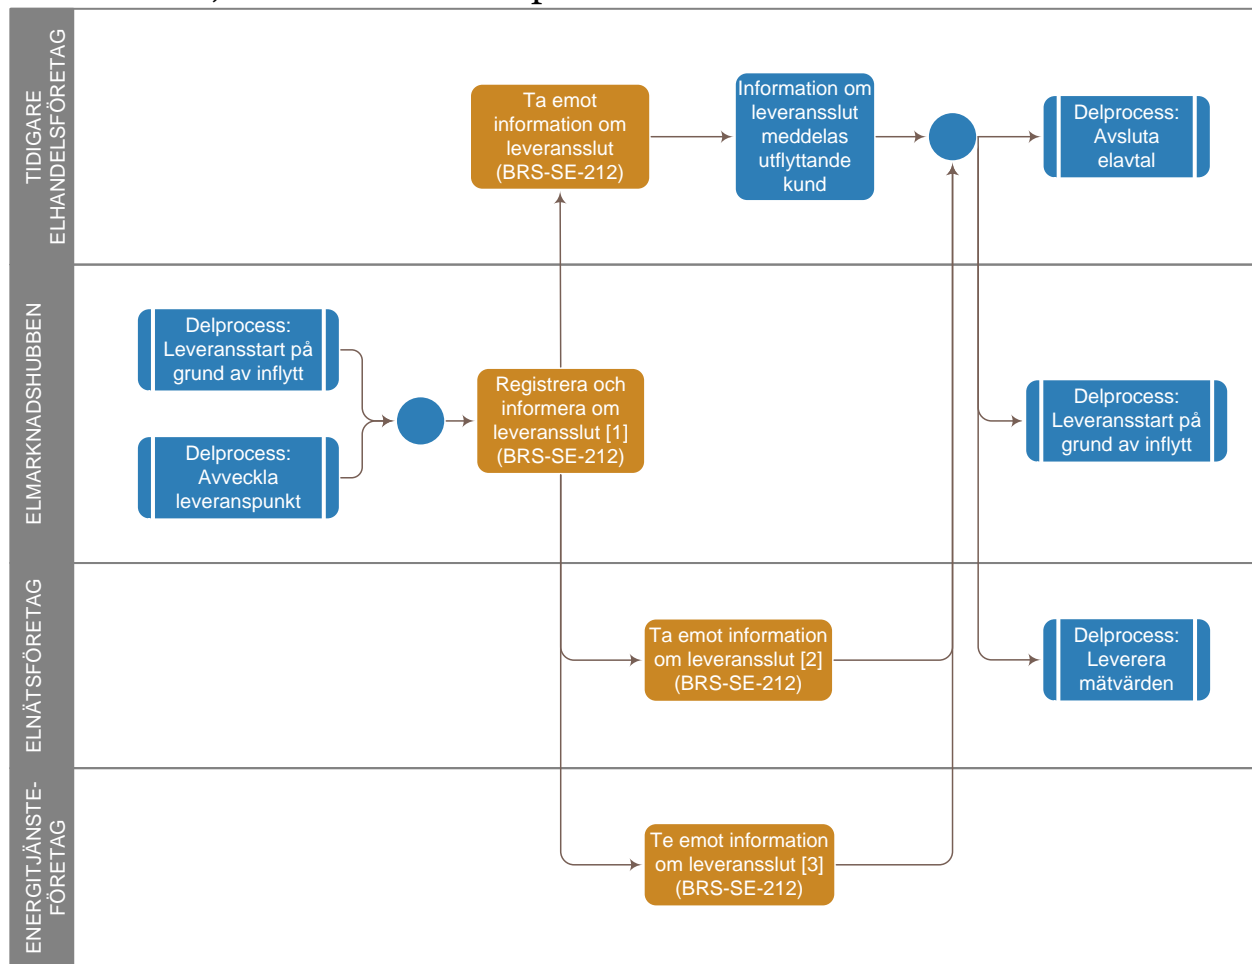 TIDIGARE
ELHANDELSFÖRETAG
Ta emot
information om
leveransslut
(BRS-SE-212)
Information om
leveransslut
meddelas
utflyttande
kund
Delprocess:
Avsluta
elavtal
ELMARKNADSHUBBEN
Delprocess:
Leveransstart på
grund av inflytt
Delprocess:
Avveckla
leveranspunkt
Registrera och
informera om
leveransslut [1]
(BRS-SE-212)
Delprocess:
Leveransstart på
grund av inflytt
ELNÄTSFÖRETAG
Ta emot information
om leveransslut [2]
(BRS-SE-212)
Delprocess:
Leverera
mätvärden
ENERGITJÄNSTE-
FÖRETAG
Te emot information
om leveransslut [3]
(BRS-SE-212)